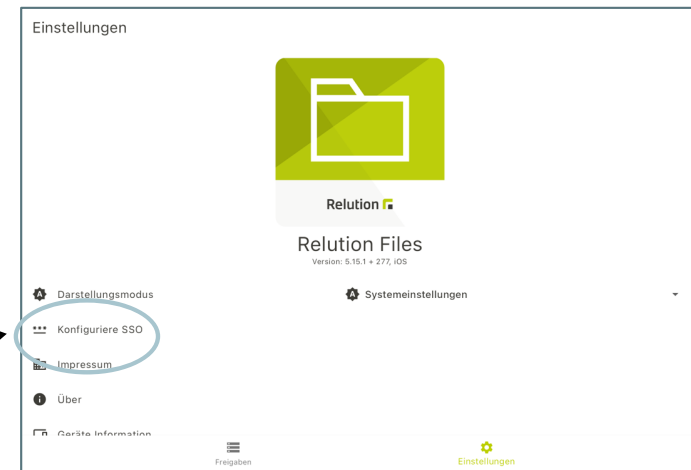 Einstellungen
Relution
Relution Files
Version: 5.15.1 + 277, iOS
Darstellungsmodus
Systemeinstellungen
Konfiguriere SSO
Impressum
Über
Geräte Information
Freigaben
Einstellungen